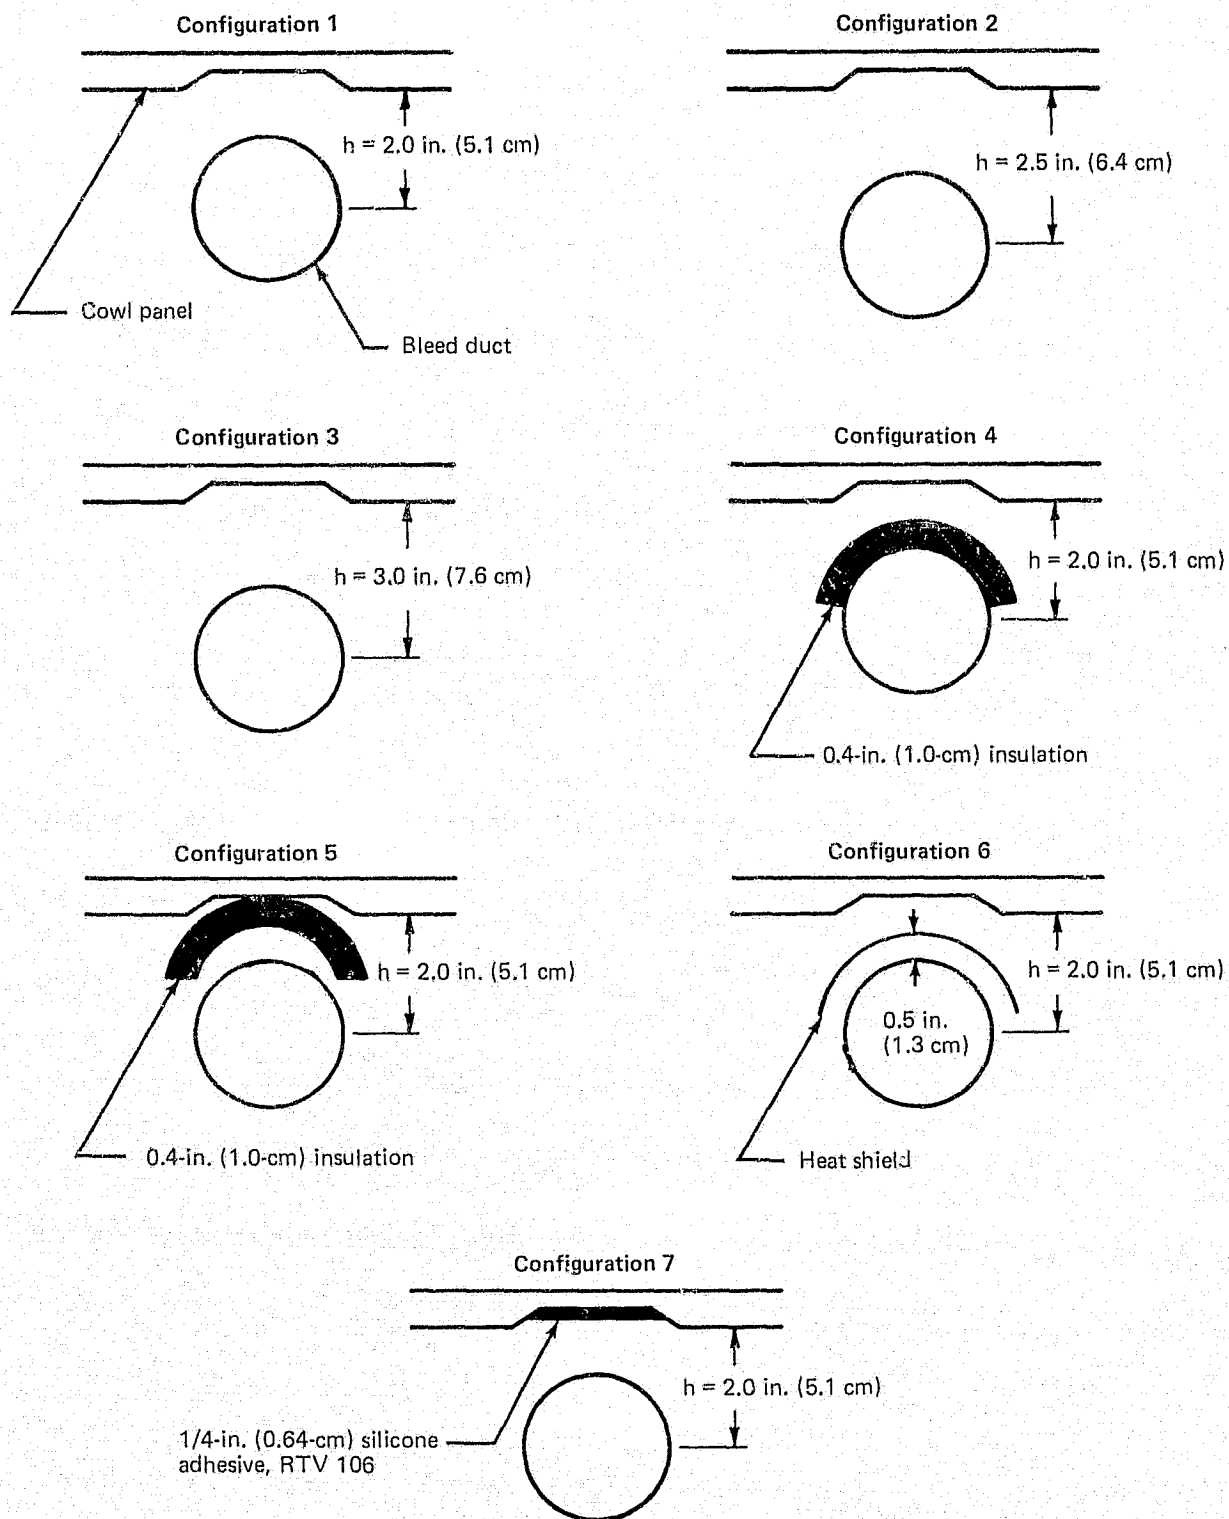 Configuration 1
Configuration 2
h = 2.0 in. (5.1 cm)
h = 2.5 in. (6.4 cm)
Cowl panel
Bleed duct
Configuration 3
Configuration 4
h = 3.0 in. (7.6 cm)
h = 2.0 in. (5.1 cm)
0.4-in. (1.0-cm) insulation
Configuration 5
Configuration 6
h = 2.0 in. (5.1 cm)
h = 2.0 in. (5.1 cm)
0.5 in.
(1.3 cm)
0.4-in. (1.0-cm) insulation
Heat shield
Configuration 7
h = 2.0 in. (5.1 cm)
1/4-in. (0.64-cm) silicone
adhesive, RTV 106